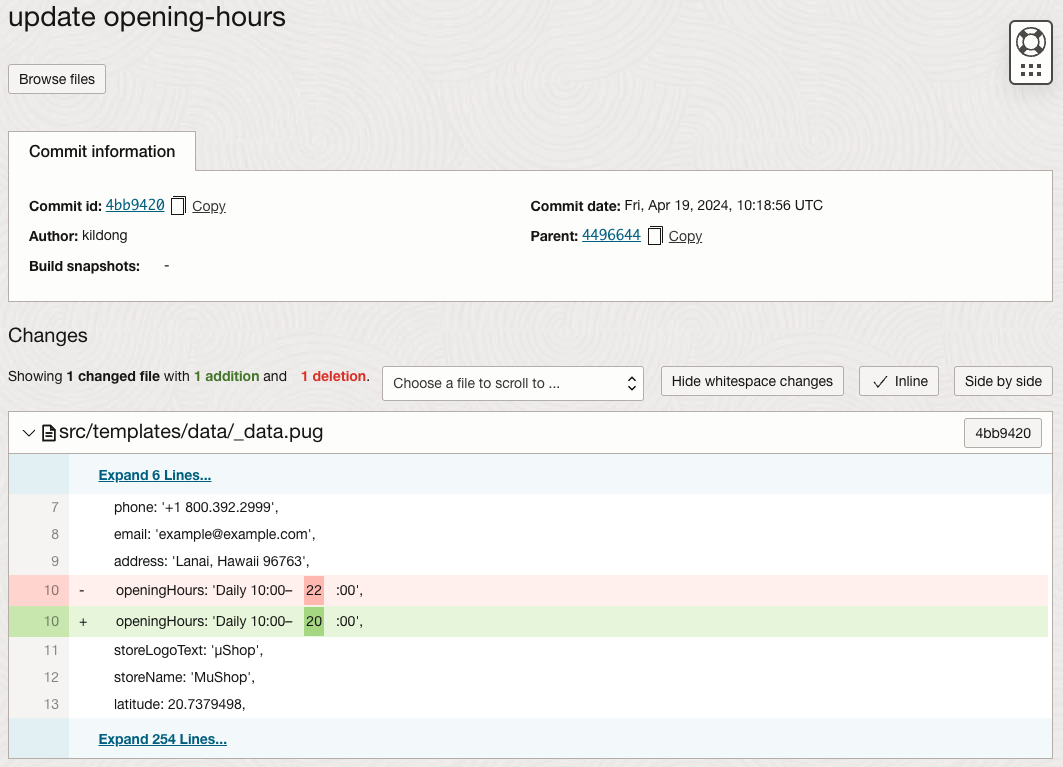 update opening-hours
Browse files
Commit information
Commit id: 4bb9420 Copy
Commit date: Fri, Apr 19, 2024, 10:18:56 UTC
Author: kildong
Parent: 4496644 Copy
Build snapshots: -
Changes
Showing 1 changed file with 1 addition and 1 deletion.
Choose a file to scroll to ...
Hide whitespace changes
Inline
Side by side
src/templates/data/_data.pug
4bb9420
Expand 6 Lines...
7 phone: '+1 800.392.2999',
8 email: 'example@example.com',
9 address: 'Lanai, Hawaii 96763',
10 - openingHours: 'Daily 10:00– 22 :00',
10 + openingHours: 'Daily 10:00– 20 :00',
11 storeLogoText: 'μShop',
12 storeName: 'MuShop',
13 latitude: 20.7379498,
Expand 254 Lines...